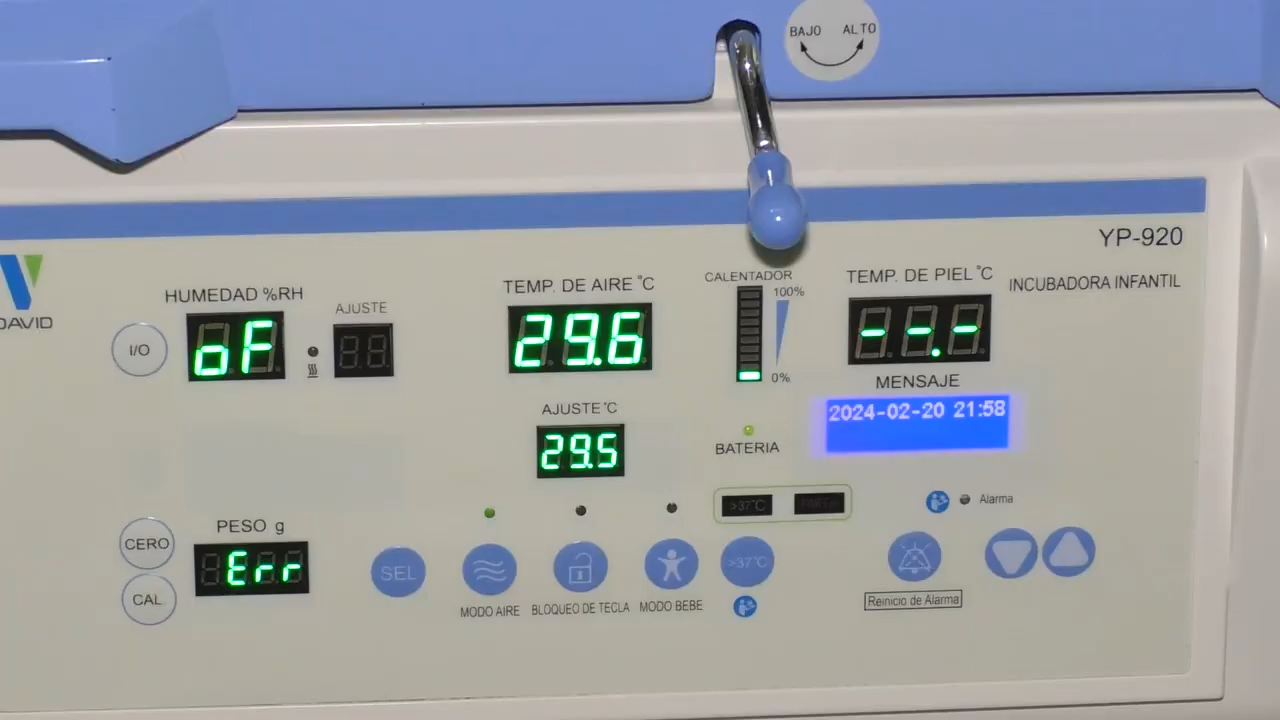 BAJO ALTO
YP-920
INCUBADORA INFANTIL
DAVID
HUMEDAD %RH
AJUSTE
I/O
oF
TEMP. DE AIRE °C
29.6
AJUSTE °C
29.5
CALENTADOR
100%
0%
BATERIA
TEMP. DE PIEL °C
--.-
MENSAJE
2024-02-20 21:58
>37°C
Alarma
CERO
CAL
PESO g
Err
SEL
MODO AIRE
BLOQUEO DE TECLA
MODO BEBE
>37°C
Reinicio de Alarma